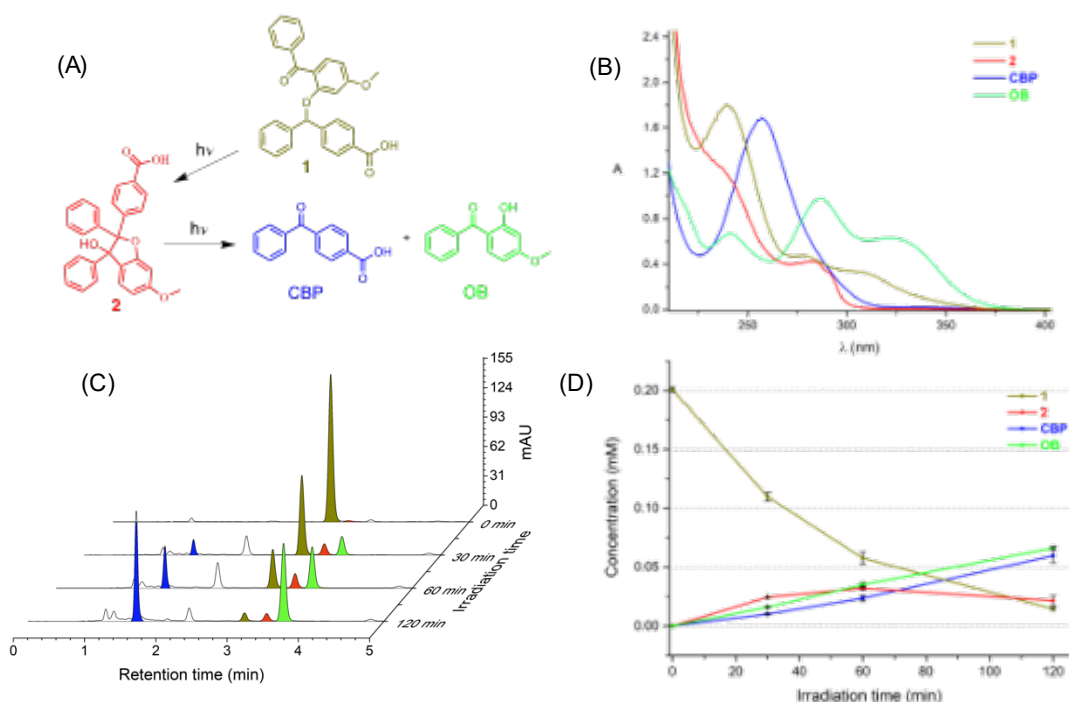 (A)
O
O
O
O
OH
1
hν
O
OH
HO
O
O
2
hν
O
OH
O
CBP
+
O
OH
O
OB
(B)
2.4
1.8
A
1.2
0.6
0.0
250
300
350
400
λ (nm)
1
2
CBP
OB
(C)
155
124
93
62
31
0
mAU
0 min
30 min
60 min
120 min
Irradiation time
0
1
2
3
4
5
Retention time (min)
(D)
0.20
0.15
0.10
0.05
0.00
Concentration (mM)
0
20
40
60
80
100
120
Irradiation time (min)
1
2
CBP
OB